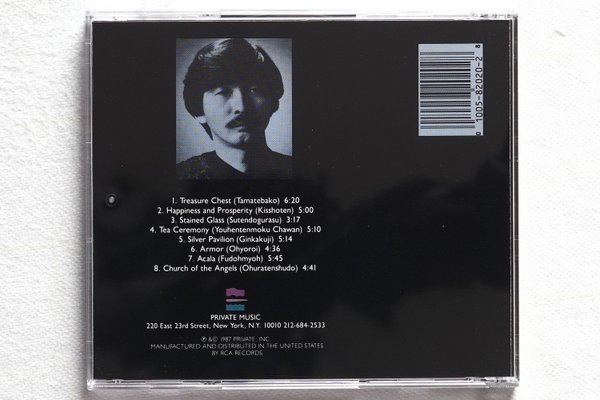 0 1005-82020-2 8
1. Treasure Chest (Tamatebako) 6:20
2. Happiness and Prosperity (Kisshoten) 5:00
3. Stained Glass (Sutendogurasu) 3:17
4. Tea Ceremony (Youhentenmoku Chawan) 5:10
5. Silver Pavilion (Ginkakuji) 5:14
6. Armor (Ohyoroi) 4:36
7. Acala (Fudohmyoh) 5:45
8. Church of the Angels (Ohuratenshudo) 4:41
PRIVATE MUSIC
220 East 23rd Street, New York, N.Y. 10010 212-684-2533
℗ &© 1987 PRIVATE, INC.
MANUFACTURED AND DISTRIBUTED IN THE UNITED STATES
BY RCA RECORDS